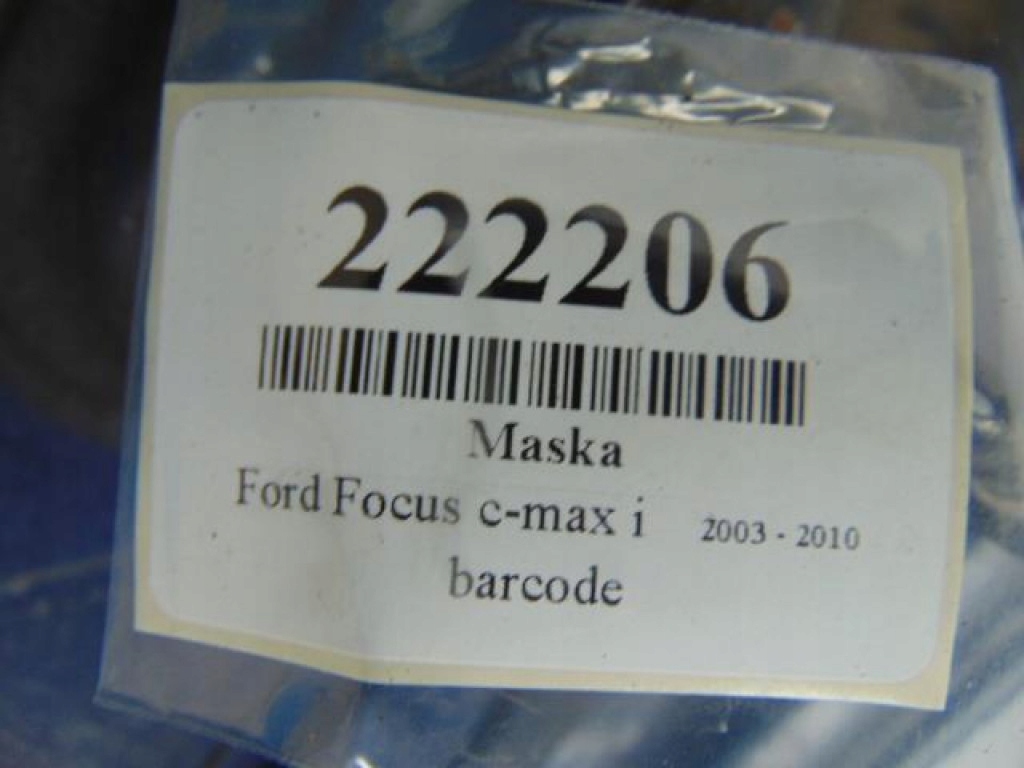 222206
Maska
Ford Focus c-max i 2003 - 2010
barcode